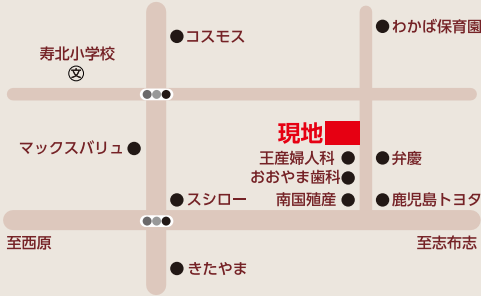 わかば保育園
コスモス
寿北小学校
文
現地
マックスバリュ
王産婦人科
弁慶
おおやま歯科
スシロー
南国殖産
鹿児島トヨタ
至西原
至志布志
きたやま